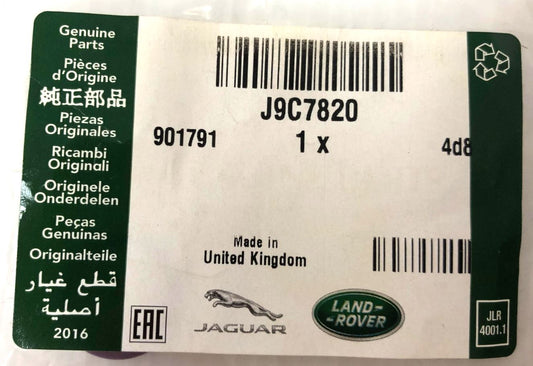 Genuine
Parts
Pièces
d'Origine
純正部品
Piezas
Originales
Ricambi
Originali
Originele
Onderdelen
Peças
Genuinas
Originalteile
قطع غيار
أصلية
2016
J9C7820
901791
1 x
4d8
Made in
United Kingdom
EAC
JAGUAR
LAND-
-ROVER
JLR
4001.1